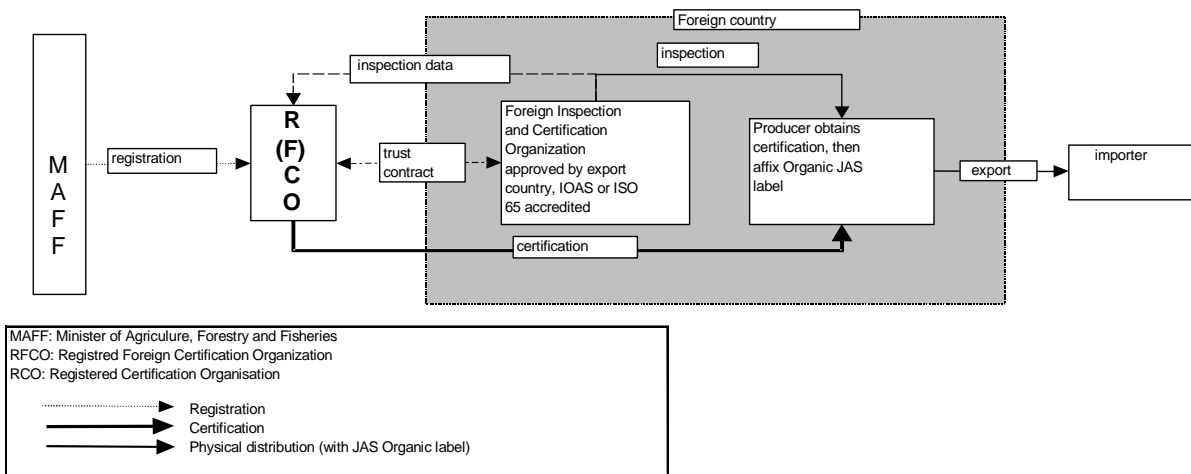 Foreign country
inspection
inspection data
M
A
F
F
registration
R
(F)
C
O
trust
contract
Foreign Inspection
and Certification
Organization
approved by export
country, IOAS or ISO
65 accredited
Producer obtains
certification, then
affix Organic JAS
label
export
importer
certification
MAFF: Minister of Agriculure, Forestry and Fisheries
RFCO: Registred Foreign Certification Organization
RCO: Registered Certification Organisation
Registration
Certification
Physical distribution (with JAS Organic label)